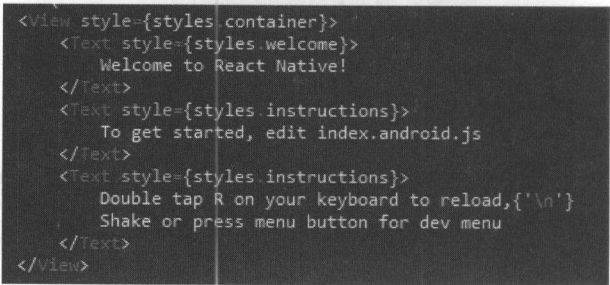 <View style={styles.container}>
<Text style={styles.welcome}>
Welcome to React Native!
</Text>
<Text style={styles.instructions}>
To get started, edit index.android.js
</Text>
<Text style={styles.instructions}>
Double tap R on your keyboard to reload,{'\n'}
Shake or press menu button for dev menu
</Text>
</View>